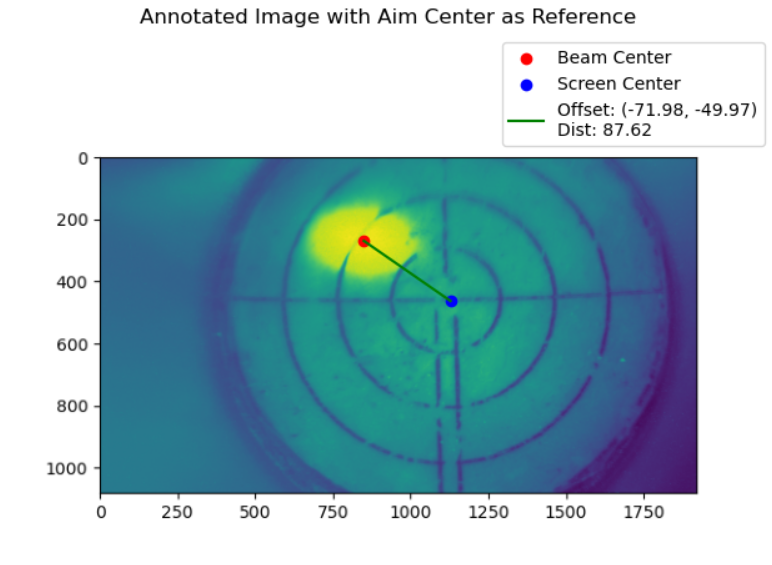 Annotated Image with Aim Center as Reference
Beam Center
Screen Center
Offset: (-71.98, -49.97)
Dist: 87.62
0
200
400
600
800
1000
0 250 500 750 1000 1250 1500 1750